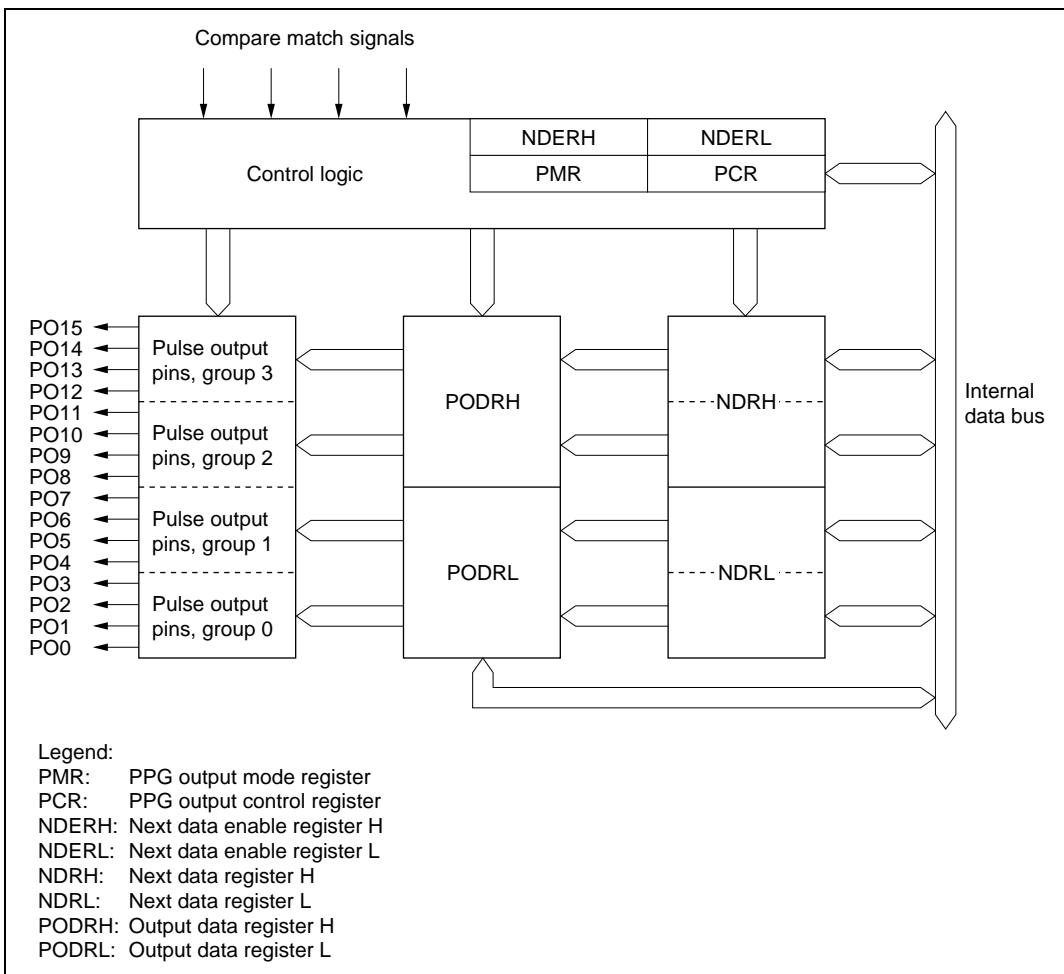 Compare match signals
NDERH NDERL
Control logic PMR PCR
PO15
PO14
PO13
PO12
PO11
PO10
PO9
PO8
PO7
PO6
PO5
PO4
PO3
PO2
PO1
PO0
Pulse output
pins, group 3
Pulse output
pins, group 2
Pulse output
pins, group 1
Pulse output
pins, group 0
PODRH
PODRL
NDRH
NDRL
Internal
data bus
Legend:
PMR: PPG output mode register
PCR: PPG output control register
NDERH: Next data enable register H
NDERL: Next data enable register L
NDRH: Next data register H
NDRL: Next data register L
PODRH: Output data register H
PODRL: Output data register L